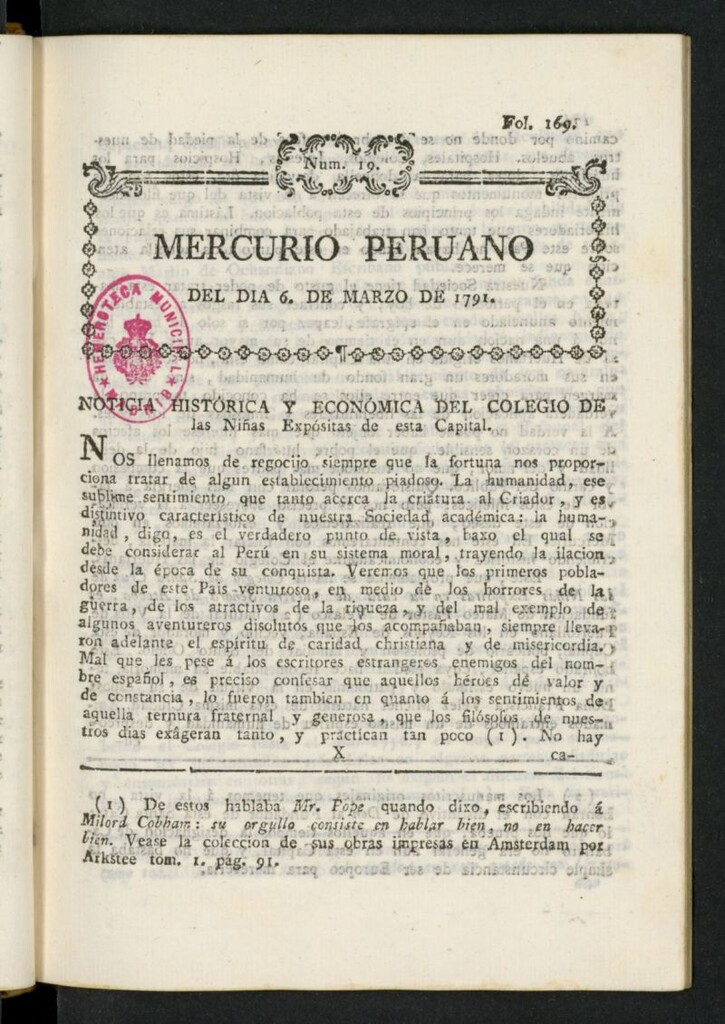 Fol. 169.
Num. 19.
MERCURIO PERUANO
DEL DIA 6. DE MARZO DE 1791.
HEMEROTECA MUNICIPAL
MADRID
NOTICIA HISTÓRICA Y ECONÓMICA DEL COLEGIO DE
las Niñas Expósitas de esta Capital.
NOS llenamos de regocijo siempre que la fortuna nos propor-
ciona tratar de algun establecimiento piadoso. La humanidad, ese
sublime sentimiento que tanto acerca la criatura al Criador, y es
distintivo característico de nuestra Sociedad académica: la huma-
nidad, digo, es el verdadero punto de vista, baxo el qual se
debe considerar al Perú en su sistema moral, trayendo la ilacion
desde la época de su conquista. Veremos que los primeros pobla-
dores de este Pais venturoso, en medio de los horrores de la
guerra, de los atractivos de la riqueza, y del mal exemplo de
algunos aventureros disolutos que los acompañaban, siempre lleva-
ron adelante el espíritu de caridad christiana y de misericordia.
Mal que les pese á los escritores estrangeros enemigos del nom-
bre español, es preciso confesar que aquellos héroes de valor y
de constancia, lo fueron tambien en quanto á los sentimientos de
aquella ternura fraternal y generosa, que los filósofos de nues-
tros dias exâgeran tanto, y practican tan poco (1). No hay
X ca-
(1) De estos hablaba Mr. Pope quando dixo, escribiendo á
Milord Cobham: su orgullo consiste en hablar bien, no en hacer
bien. Vease la coleccion de sus obras impresas en Amsterdam por
Arkstee tom. 1. pág. 91.